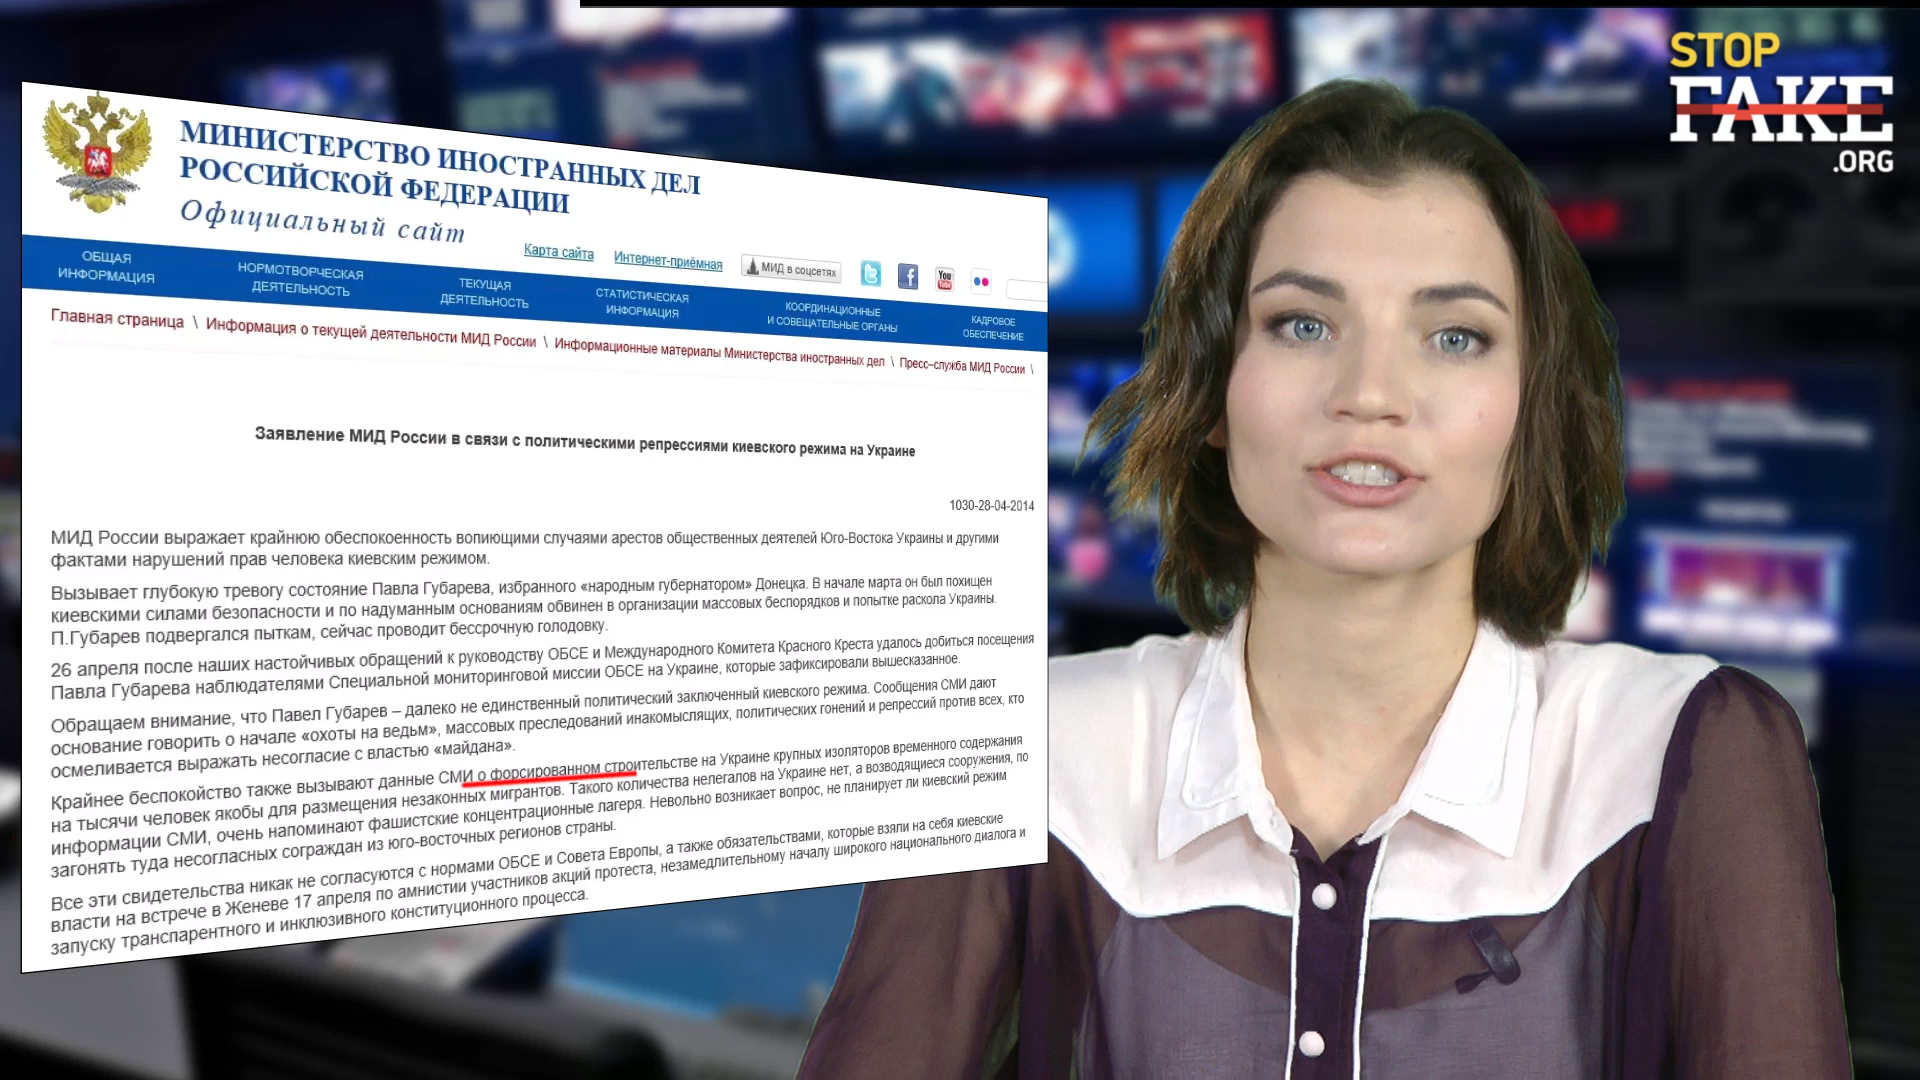 STOP
FAKE
.ORG
МИНИСТЕРСТВО ИНОСТРАННЫХ ДЕЛ
РОССИЙСКОЙ ФЕДЕРАЦИИ
Официальный сайт
Карта сайта
Интернет-приёмная
МИД в соцсетях
You
Tube
ОБЩАЯ
ИНФОРМАЦИЯ
НОРМОТВОРЧЕСКАЯ
ДЕЯТЕЛЬНОСТЬ
ТЕКУЩАЯ
ДЕЯТЕЛЬНОСТЬ
СТАТИСТИЧЕСКАЯ
ИНФОРМАЦИЯ
КООРДИНАЦИОННЫЕ
И СОВЕЩАТЕЛЬНЫЕ ОРГАНЫ
КАДРОВОЕ
ОБЕСПЕЧЕНИЕ
Главная страница \ Информация о текущей деятельности МИД России \ Информационные материалы Министерства иностранных дел \ Пресс–служба МИД России \
Заявление МИД России в связи с политическими репрессиями киевского режима на Украине
1030-28-04-2014
МИД России выражает крайнюю обеспокоенность вопиющими случаями арестов общественных деятелей Юго-Востока Украины и другими
фактами нарушений прав человека киевским режимом.
Вызывает глубокую тревогу состояние Павла Губарева, избранного «народным губернатором» Донецка. В начале марта он был похищен
киевскими силами безопасности и по надуманным основаниям обвинен в организации массовых беспорядков и попытке раскола Украины.
П.Губарев подвергался пыткам, сейчас проводит бессрочную голодовку.
26 апреля после наших настойчивых обращений к руководству ОБСЕ и Международного Комитета Красного Креста удалось добиться посещения
Павла Губарева наблюдателями Специальной мониторинговой миссии ОБСЕ на Украине, которые зафиксировали вышесказанное.
Обращаем внимание, что Павел Губарев – далеко не единственный политический заключенный киевского режима. Сообщения СМИ дают
основание говорить о начале «охоты на ведьм», массовых преследований инакомыслящих, политических гонений и репрессий против всех, кто
осмеливается выражать несогласие с властью «майдана».
Крайнее беспокойство также вызывают данные СМИ о форсированном строительстве на Украине крупных изоляторов временного содержания
на тысячи человек якобы для размещения незаконных мигрантов. Такого количества нелегалов на Украине нет, а возводящиеся сооружения, по
информации СМИ, очень напоминают фашистские концентрационные лагеря. Невольно возникает вопрос, не планирует ли киевский режим
загонять туда несогласных сограждан из юго-восточных регионов страны.
Все эти свидетельства никак не согласуются с нормами ОБСЕ и Совета Европы, а также обязательствами, которые взяли на себя киевские
власти на встрече в Женеве 17 апреля по амнистии участников акций протеста, незамедлительному началу широкого национального диалога и
запуску транспарентного и инклюзивного конституционного процесса.